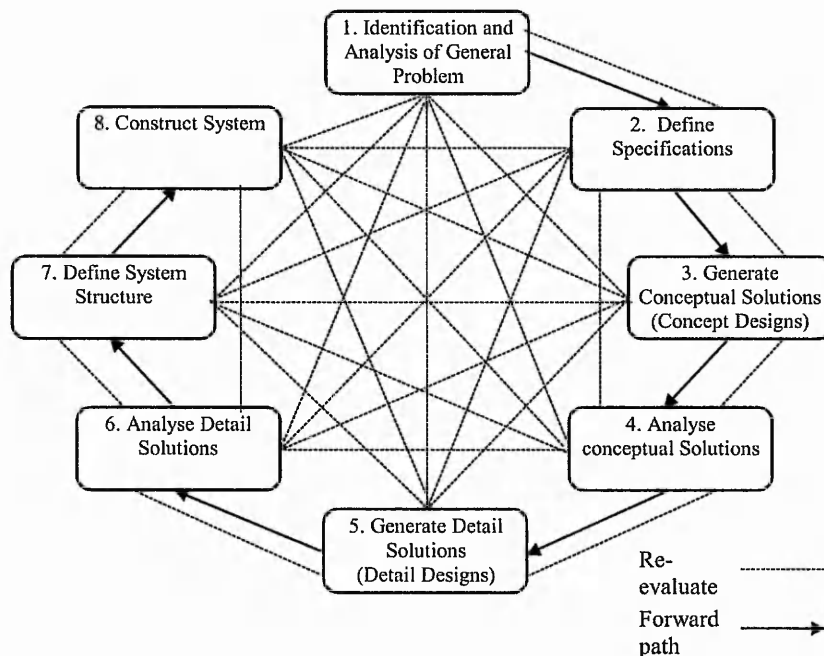 1. Identification and
Analysis of General
Problem
2. Define
Specifications
3. Generate
Conceptual Solutions
(Concept Designs)
4. Analyse
conceptual Solutions
5. Generate Detail
Solutions
(Detail Designs)
6. Analyse Detail
Solutions
7. Define System
Structure
8. Construct System
Re-
evaluate
Forward
path